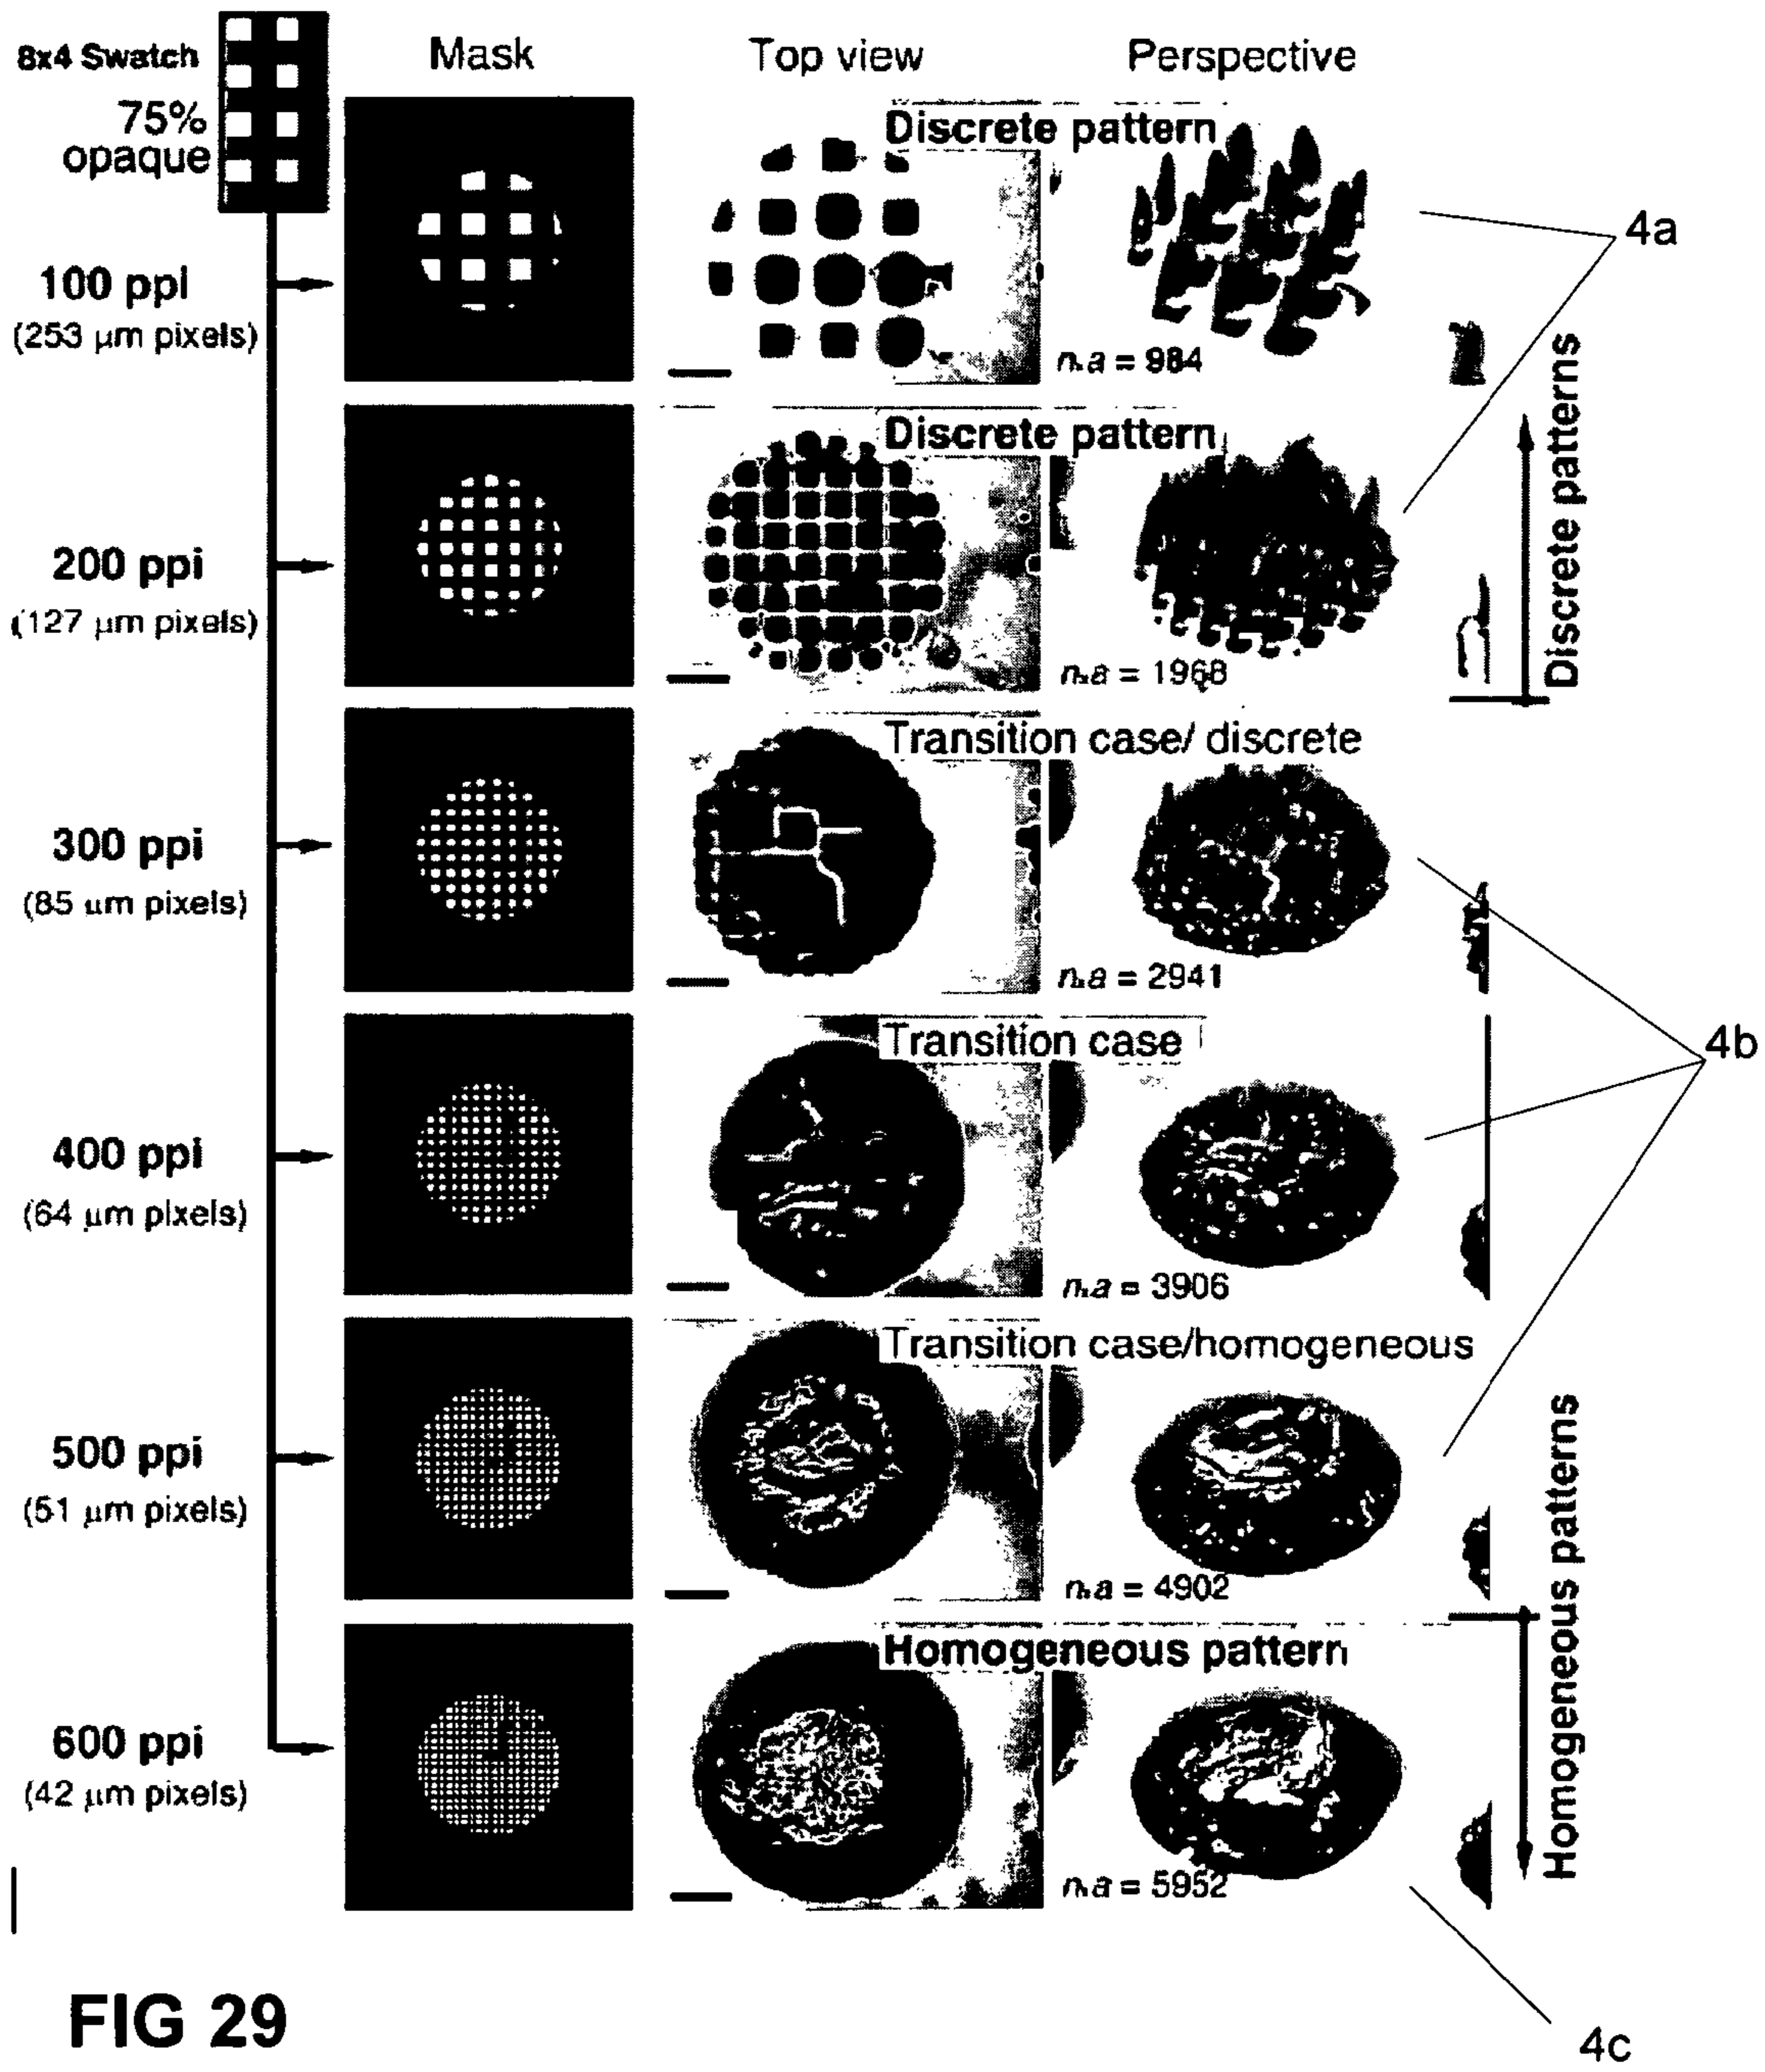 8x4 Swatch
75%
opaque
Mask
Top view
Perspective
100 ppi
(253 µm pixels)
Discrete pattern
n.a = 984
4a
200 ppi
(127 µm pixels)
Discrete pattern
n.a = 1968
Discrete patterns
300 ppi
(85 µm pixels)
Transition case/ discrete
n.a = 2941
400 ppi
(64 µm pixels)
Transition case
n.a = 3906
4b
500 ppi
(51 µm pixels)
Transition case/homogeneous
n.a = 4902
600 ppi
(42 µm pixels)
Homogeneous pattern
n.a = 5952
Homogeneous patterns
4c
FIG 29